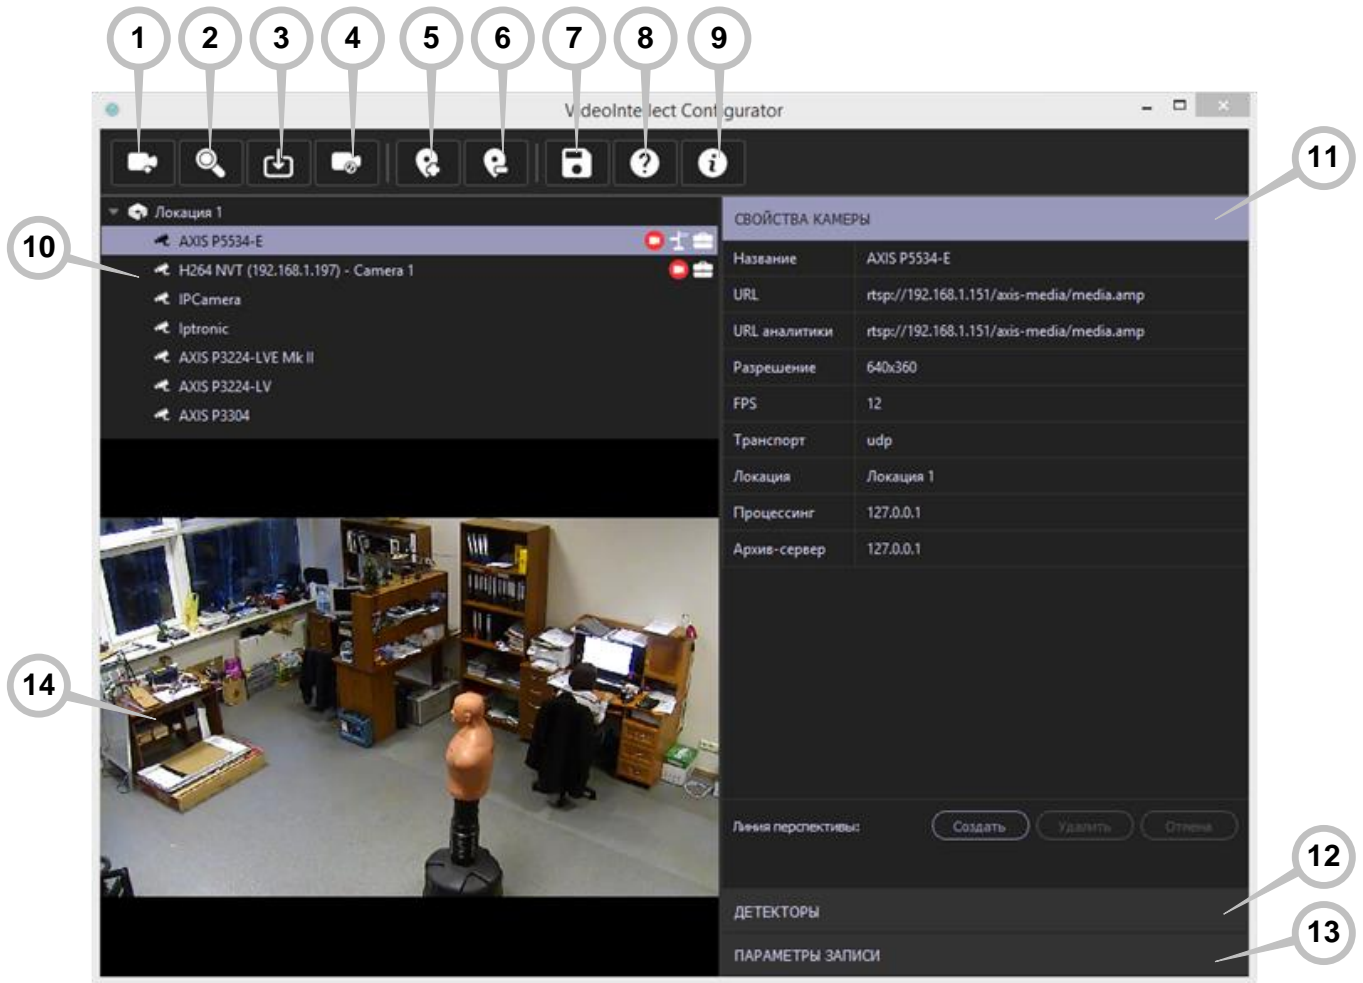 1 2 3 4 5 6 7 8 9
VideoIntellect Configurator
11
Локация 1
СВОЙСТВА КАМЕРЫ
10
AXIS P5534-E
H264 NVT (192.168.1.197) - Camera 1
IPCamera
Iptronic
AXIS P3224-LVE Mk II
AXIS P3224-LV
AXIS P3304
Название AXIS P5534-E
URL rtsp://192.168.1.151/axis-media/media.amp
URL аналитики rtsp://192.168.1.151/axis-media/media.amp
Разрешение 640x360
FPS 12
Транспорт udp
Локация Локация 1
Процессинг 127.0.0.1
Архив-сервер 127.0.0.1
14
Линия перспективы: Создать Удалить Отмена
12
ДЕТЕКТОРЫ
13
ПАРАМЕТРЫ ЗАПИСИ